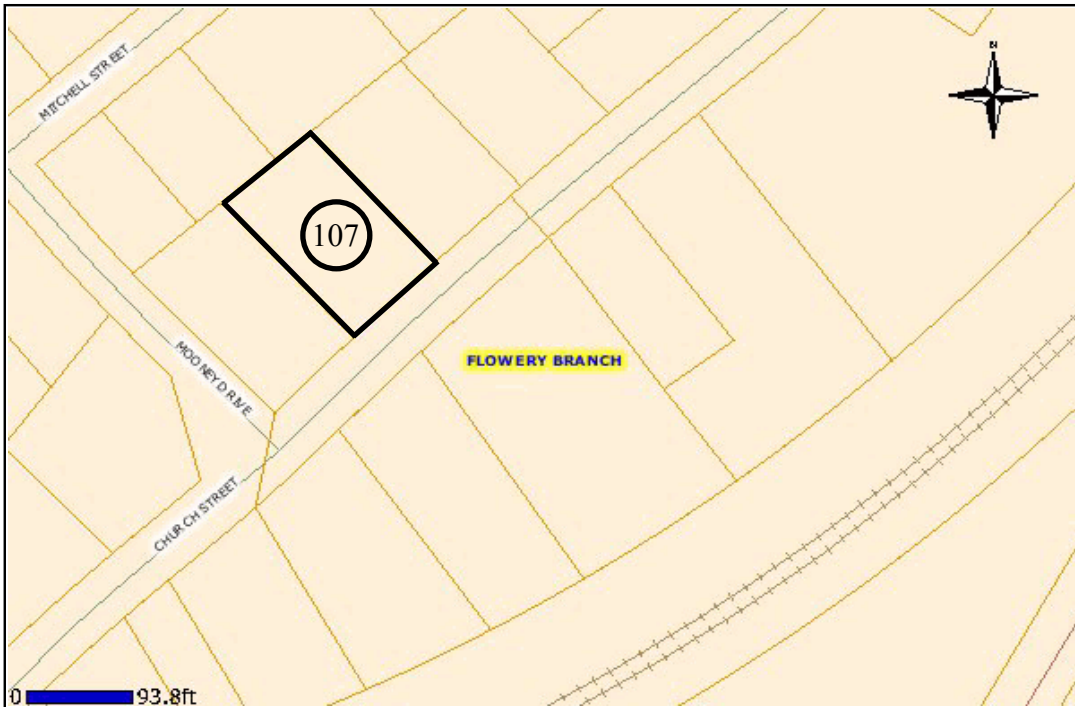 N
MITCHELL STREET
107
MOONEY DRIVE
FLOWERY BRANCH
CHURCH STREET
0 93.8ft